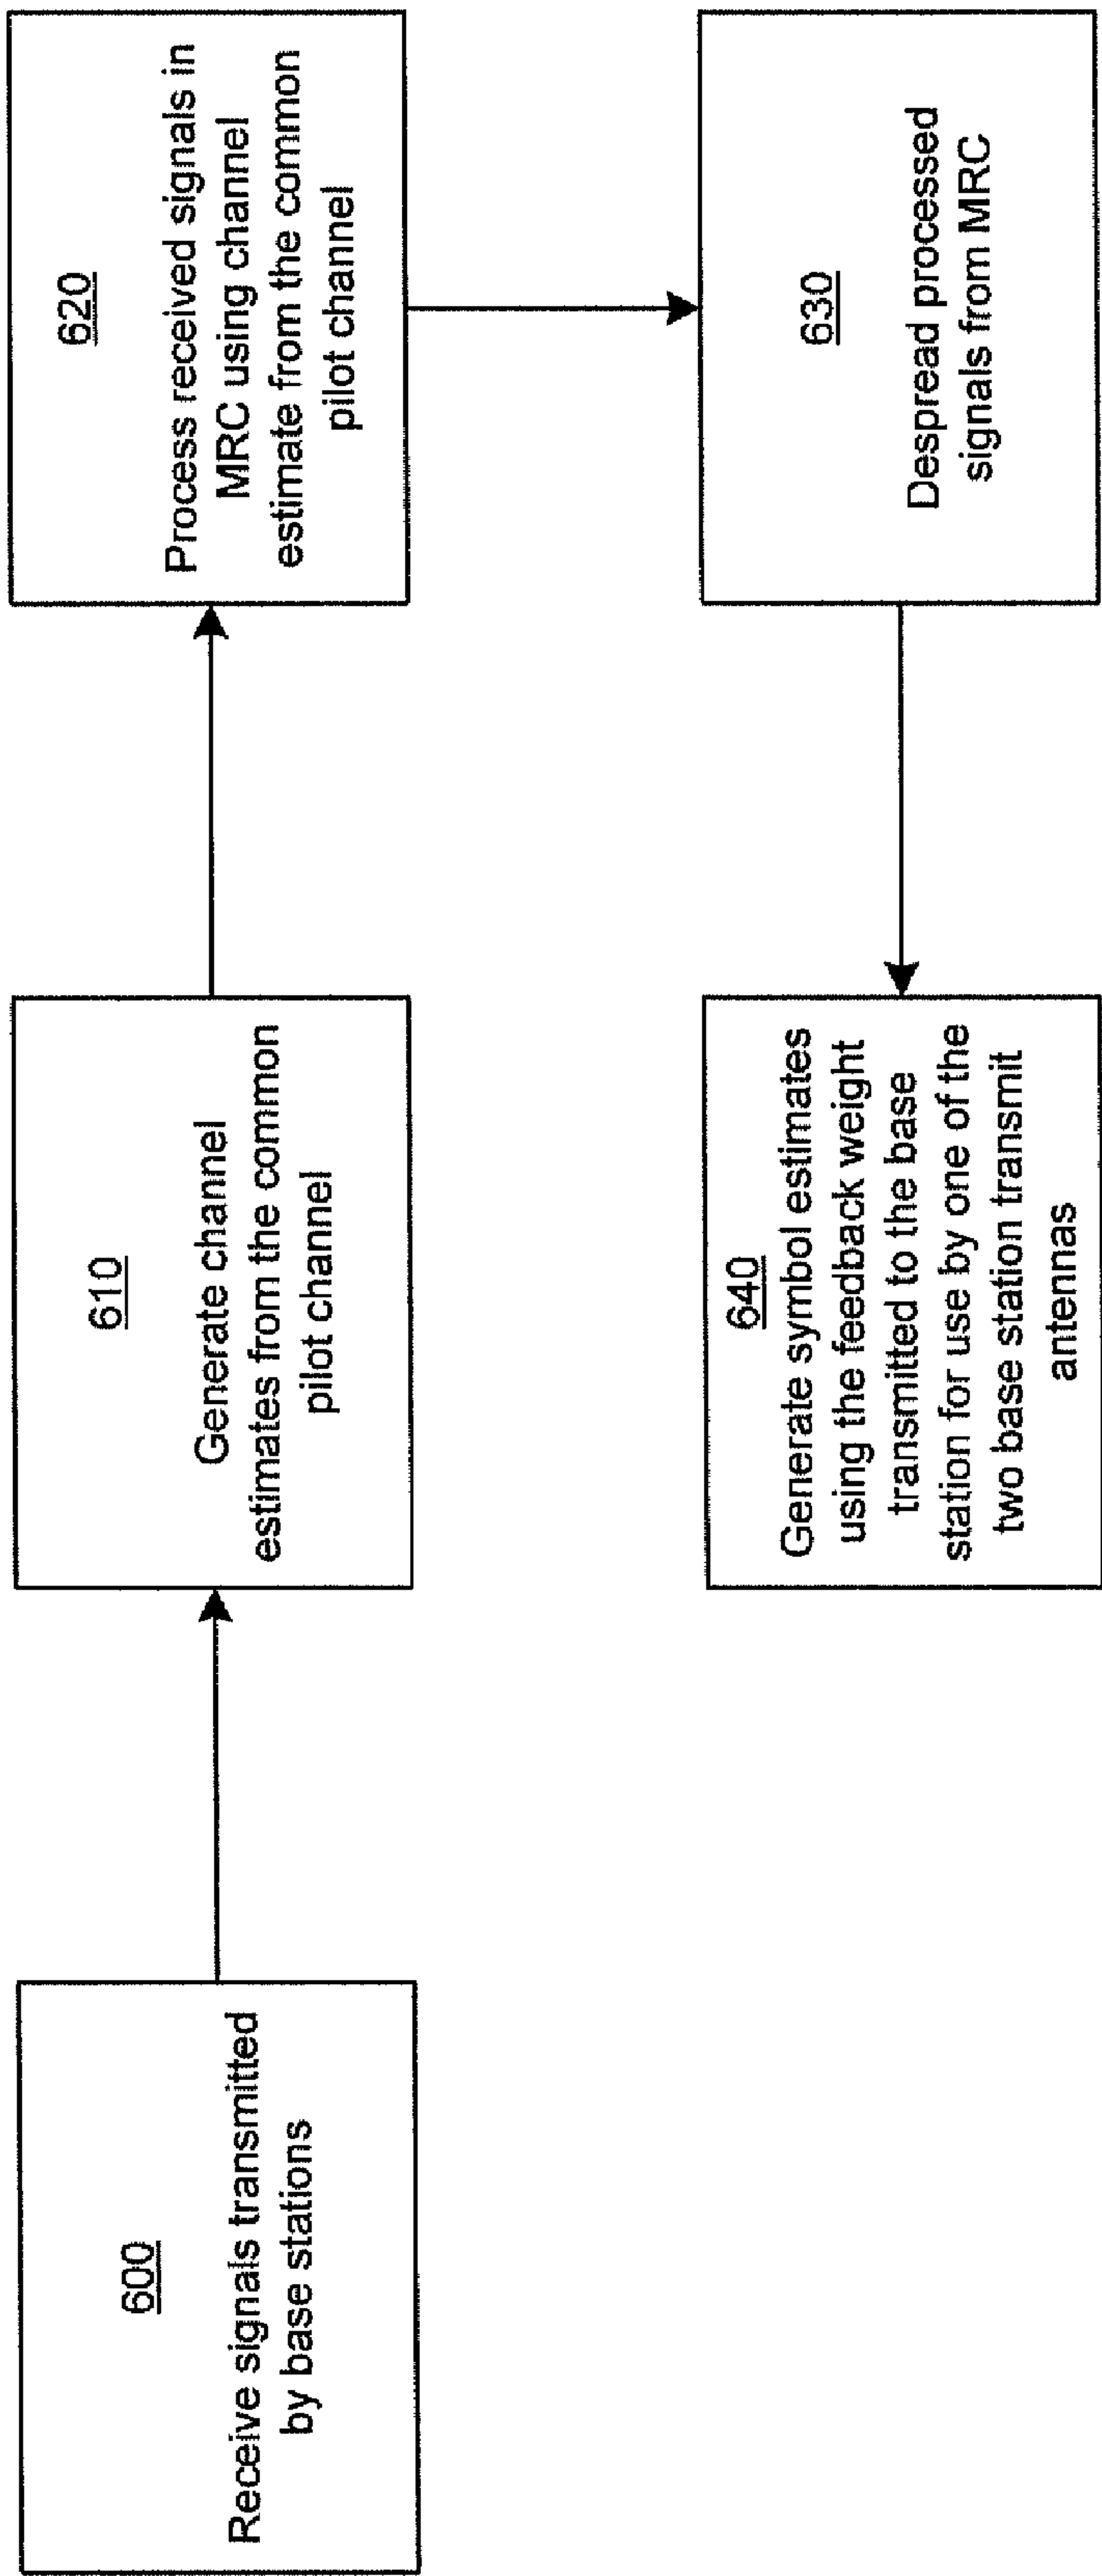 600
Receive signals transmitted
by base stations
610
Generate channel
estimates from the common
pilot channel
620
Process received signals in
MRC using channel
estimate from the common
pilot channel
630
Despread processed
signals from MRC
640
Generate symbol estimates
using the feedback weight
transmitted to the base
station for use by one of the
two base station transmit
antennas